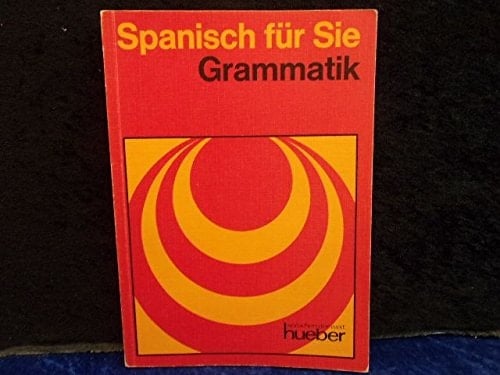 Spanisch für Sie
Grammatik
hueber